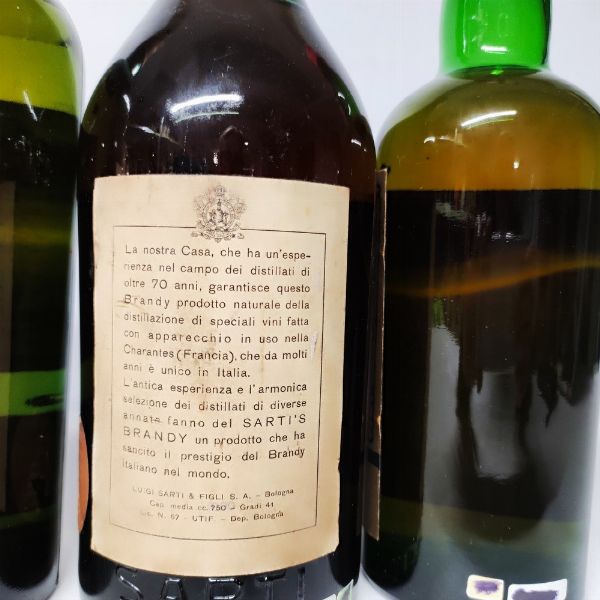 La nostra Casa, che ha un'espe-
rienza nel campo dei distillati di
oltre 70 anni, garantisce questo
Brandy prodotto naturale della
distillazione di speciali vini fatta
con apparecchio in uso nella
Charantes (Francia), che da molti
anni è unico in Italia.
L'antica esperienza e l'armonica
selezione dei distillati di diverse
annate fanno del SARTI'S
BRANDY un prodotto che ha
sancito il prestigio del Brandy
italiano nel mondo.
LUIGI SARTI & FIGLI S. A. - Bologna
Cap. media cc. 750 - Gradi 41
Lic. N. 57 - UTIF. - Dep. Bologna
SARTI